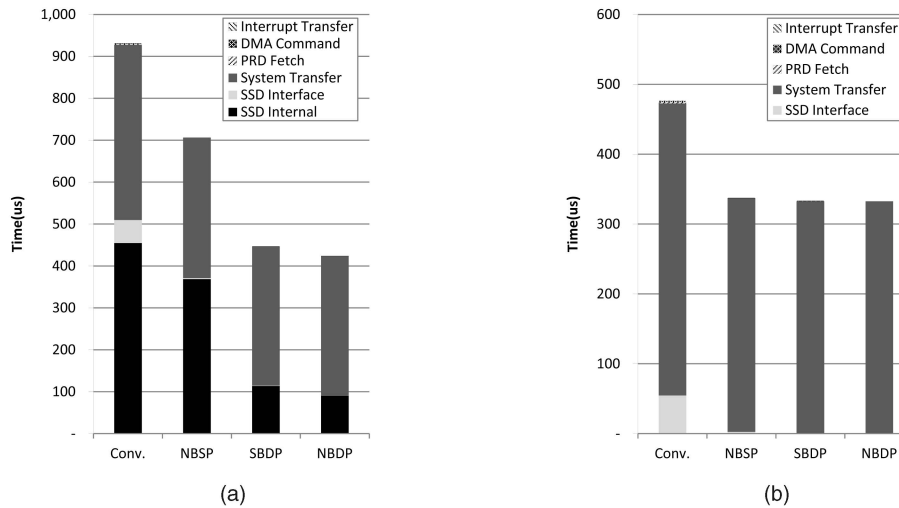 1,000
900
800
700
600
500
400
300
200
100
-
Time(us)
Interrupt Transfer
DMA Command
PRD Fetch
System Transfer
SSD Interface
SSD Internal
Conv. NBSP SBDP NBDP
(a)
600
500
400
300
200
100
-
Time(us)
Interrupt Transfer
DMA Command
PRD Fetch
System Transfer
SSD Interface
Conv. NBSP SBDP NBDP
(b)